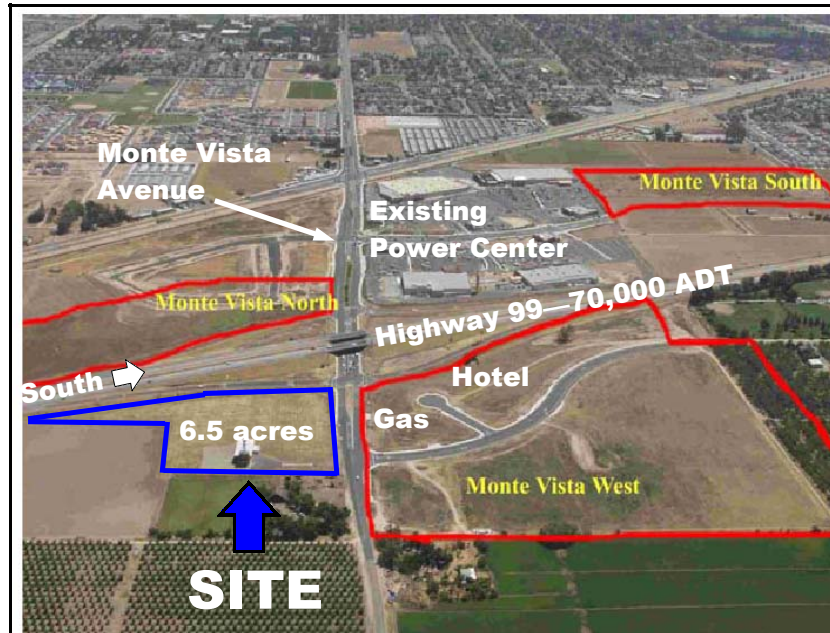 Monte Vista
Avenue
Existing
Power Center
Monte Vista South
Monte Vista North
Highway 99—70,000 ADT
South
Hotel
Gas
6.5 acres
Monte Vista West
SITE